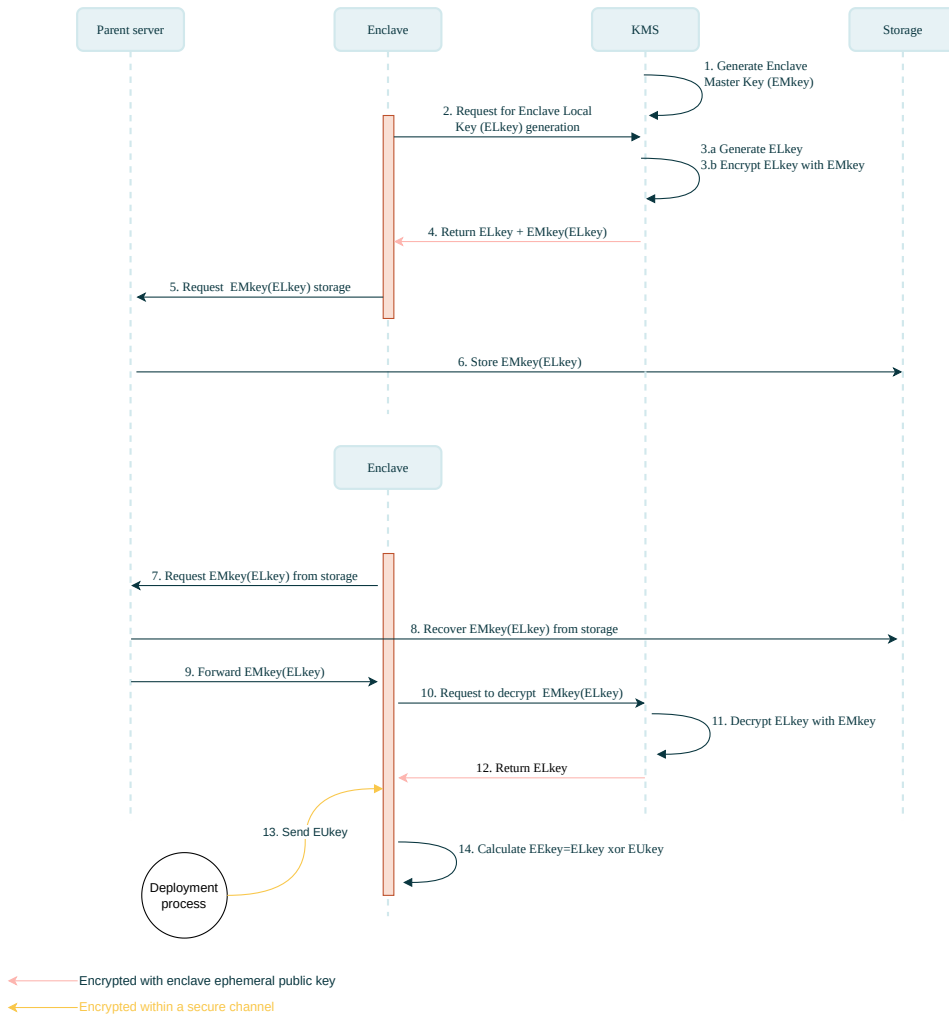 Parent server
Enclave
KMS
Storage
1. Generate Enclave
Master Key (EMkey)
2. Request for Enclave Local
Key (ELkey) generation
3.a Generate ELkey
3.b Encrypt ELkey with EMkey
4. Return ELkey + EMkey(ELkey)
5. Request  EMkey(ELkey) storage
6. Store EMkey(ELkey)
Enclave
7. Request EMkey(ELkey) from storage
8. Recover EMkey(ELkey) from storage
9. Forward EMkey(ELkey)
10. Request to decrypt  EMkey(ELkey)
11. Decrypt ELkey with EMkey
12. Return ELkey
13. Send EUkey
14. Calculate EEkey=ELkey xor EUkey
Deployment
process
Encrypted with enclave ephemeral public key
Encrypted within a secure channel